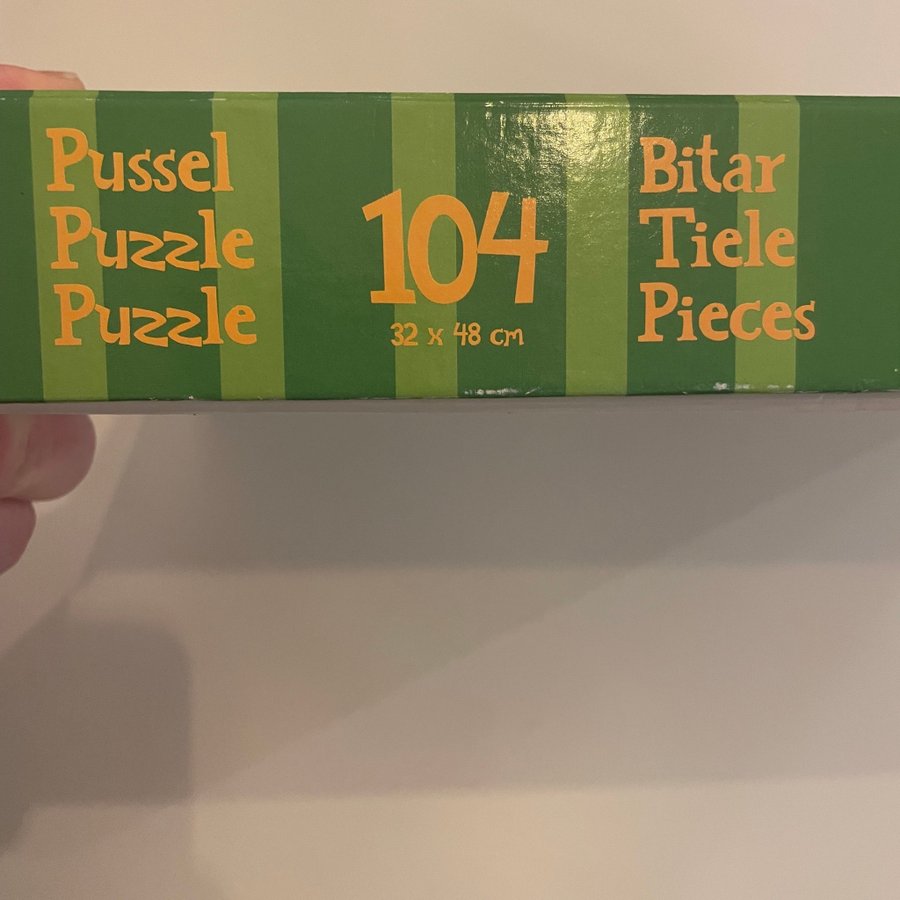 Pussel
Puzzle
Puzzle
104
32 x 48 cm
Bitar
Tiele
Pieces